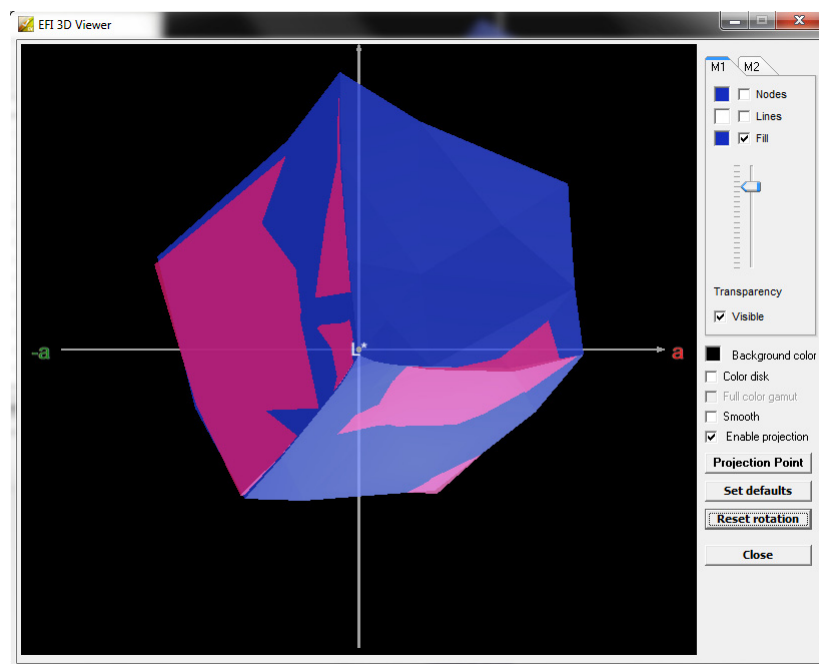 EFI 3D Viewer
M1 M2
Nodes
Lines
Fill
Transparency
Visible
-a
L*
a
Background color
Color disk
Full color gamut
Smooth
Enable projection
Projection Point
Set defaults
Reset rotation
Close